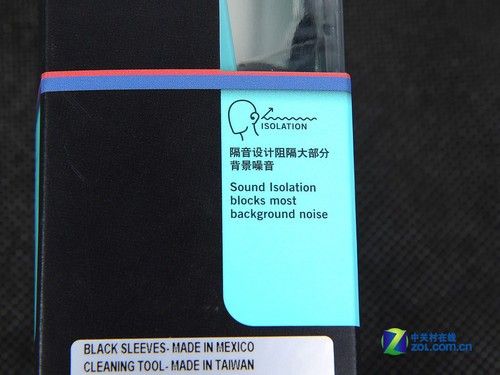 ISOLATION
隔音设计阻隔大部分
背景噪音
Sound Isolation
blocks most
background noise
BLACK SLEEVES- MADE IN MEXICO
CLEANING TOOL- MADE IN TAIWAN
中关村在线
ZOL.COM.CN